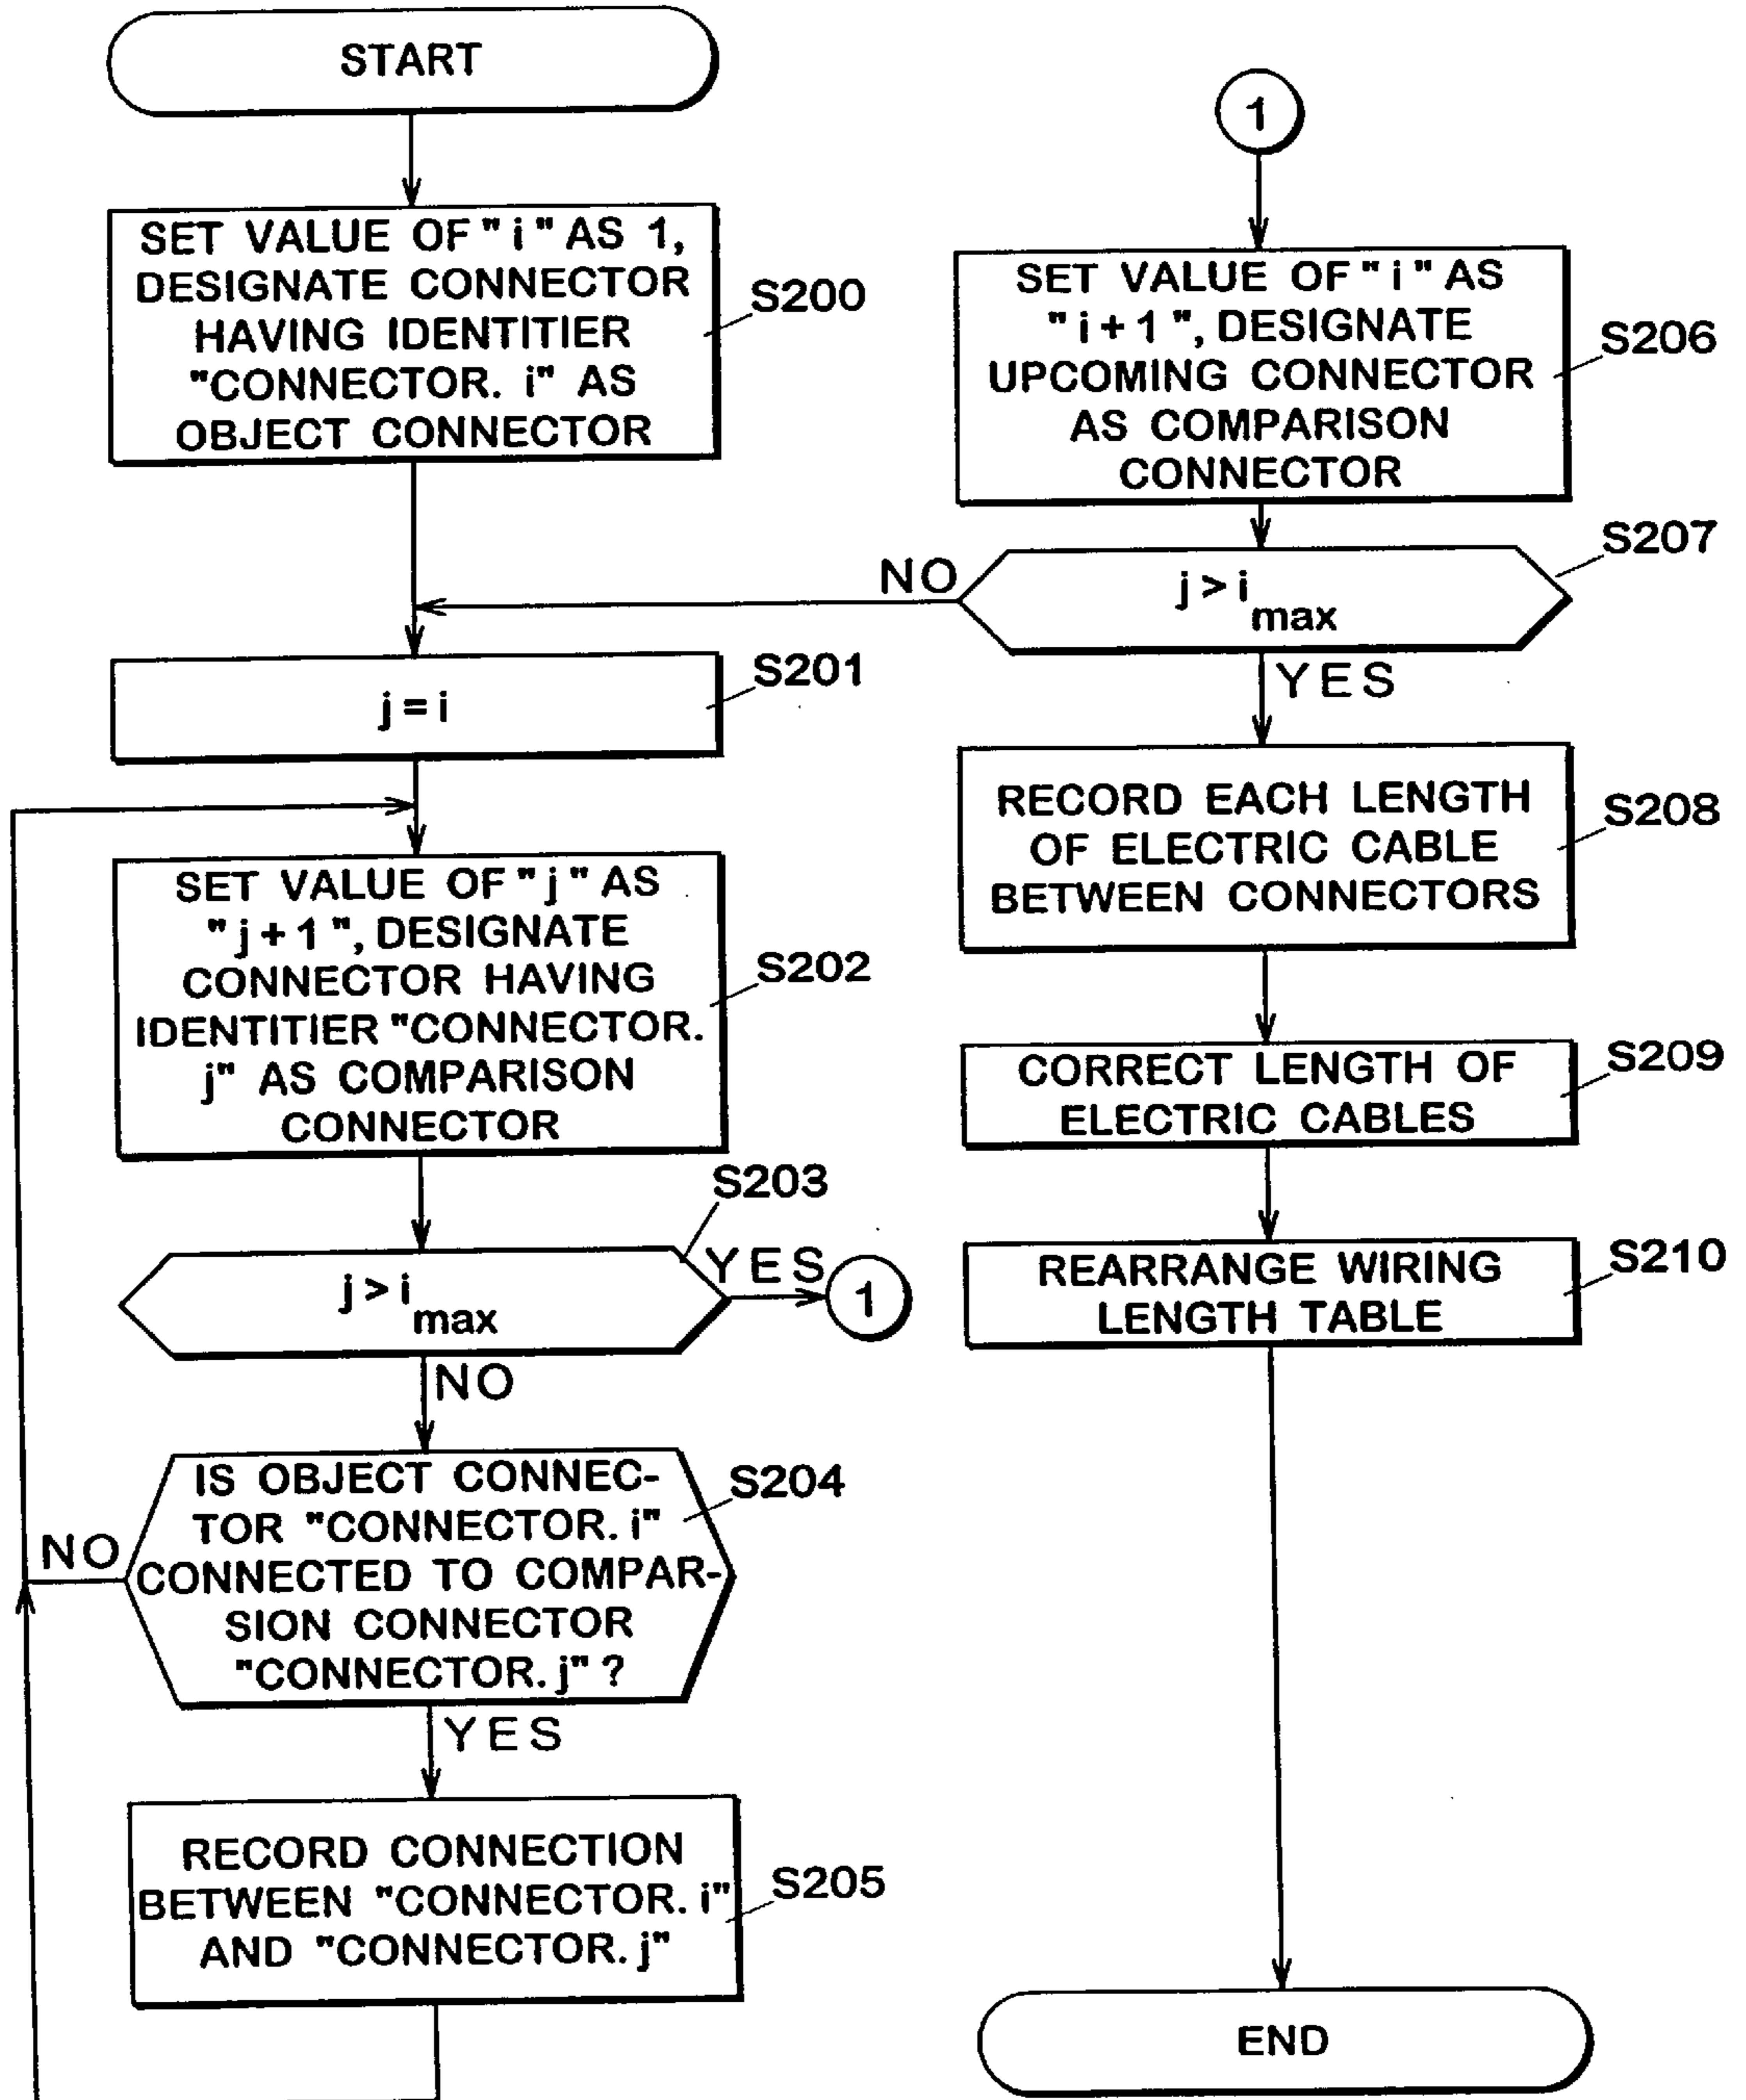 START
SET VALUE OF "i" AS 1,
DESIGNATE CONNECTOR
HAVING IDENTITIER
"CONNECTOR. i" AS
OBJECT CONNECTOR
S200
j = i
S201
SET VALUE OF "j" AS
"j + 1", DESIGNATE
CONNECTOR HAVING
IDENTITIER "CONNECTOR.
j" AS COMPARISON
CONNECTOR
S202
S203
j > i max
YES
1
NO
IS OBJECT CONNEC-
TOR "CONNECTOR. i"
CONNECTED TO COMPAR-
SION CONNECTOR
"CONNECTOR. j" ?
S204
NO
YES
RECORD CONNECTION
BETWEEN "CONNECTOR. i"
AND "CONNECTOR. j"
S205
1
SET VALUE OF "i" AS
"i + 1", DESIGNATE
UPCOMING CONNECTOR
AS COMPARISON
CONNECTOR
S206
S207
j > i max
NO
YES
RECORD EACH LENGTH
OF ELECTRIC CABLE
BETWEEN CONNECTORS
S208
CORRECT LENGTH OF
ELECTRIC CABLES
S209
REARRANGE WIRING
LENGTH TABLE
S210
END